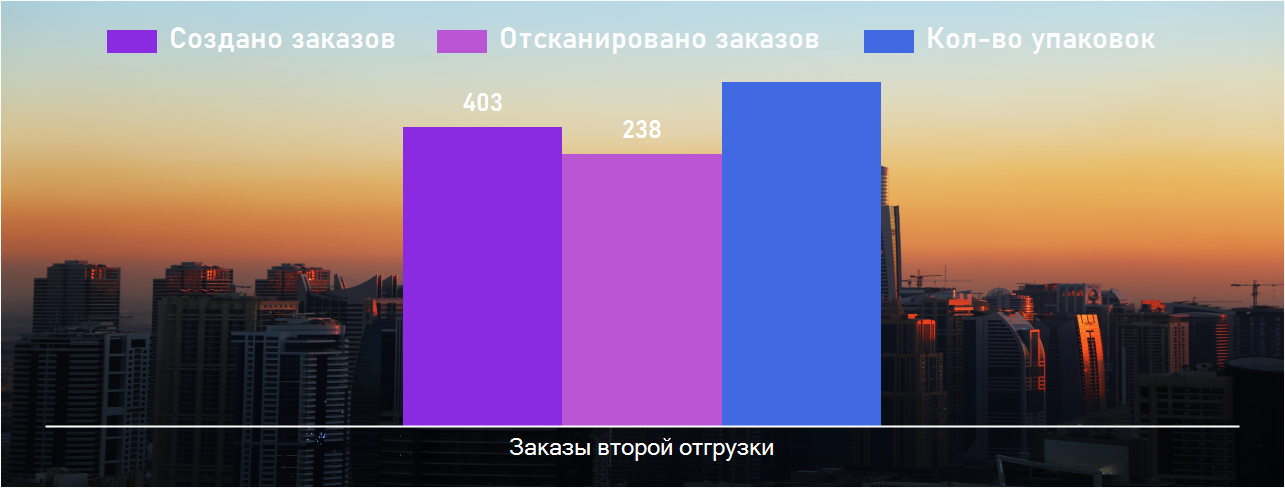 Создано заказов Отсканировано заказов Кол-во упаковок
403
238
Заказы второй отгрузки